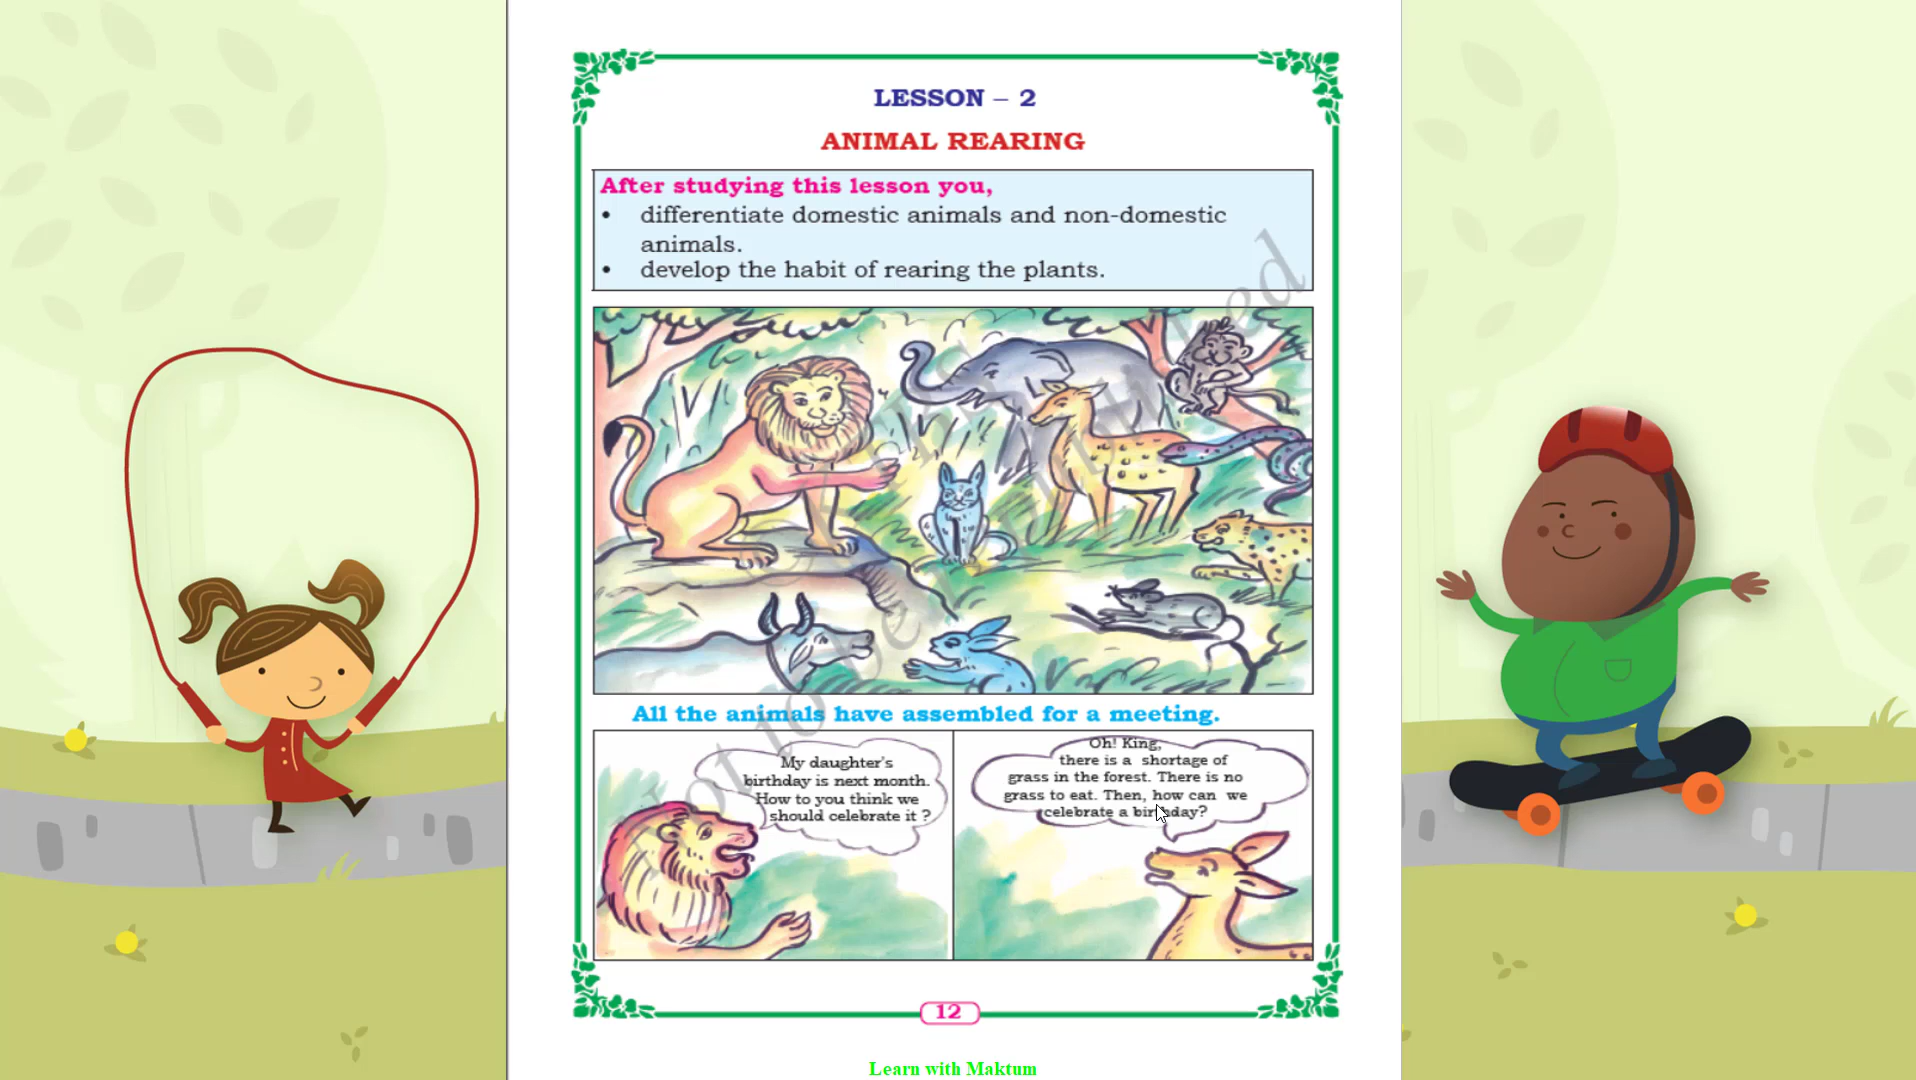 LESSON – 2
ANIMAL REARING
After studying this lesson you,
• differentiate domestic animals and non-domestic
animals.
• develop the habit of rearing the plants.
All the animals have assembled for a meeting.
My daughter's
birthday is next month.
How to you think we
should celebrate it ?
Oh! King,
there is a shortage of
grass in the forest. There is no
grass to eat. Then, how can we
celebrate a birthday?
12
Learn with Maktum